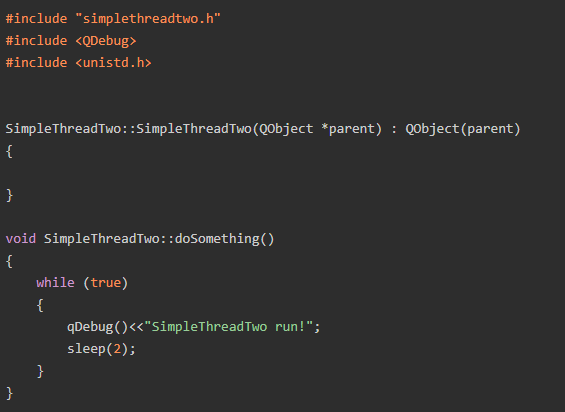 #include "simplethreadtwo.h"
#include <QDebug>
#include <unistd.h>
SimpleThreadTwo::SimpleThreadTwo(QObject *parent) : QObject(parent)
{
}
void SimpleThreadTwo::doSomething()
{
    while (true)
    {
        qDebug()<<"SimpleThreadTwo run!";
        sleep(2);
    }
}